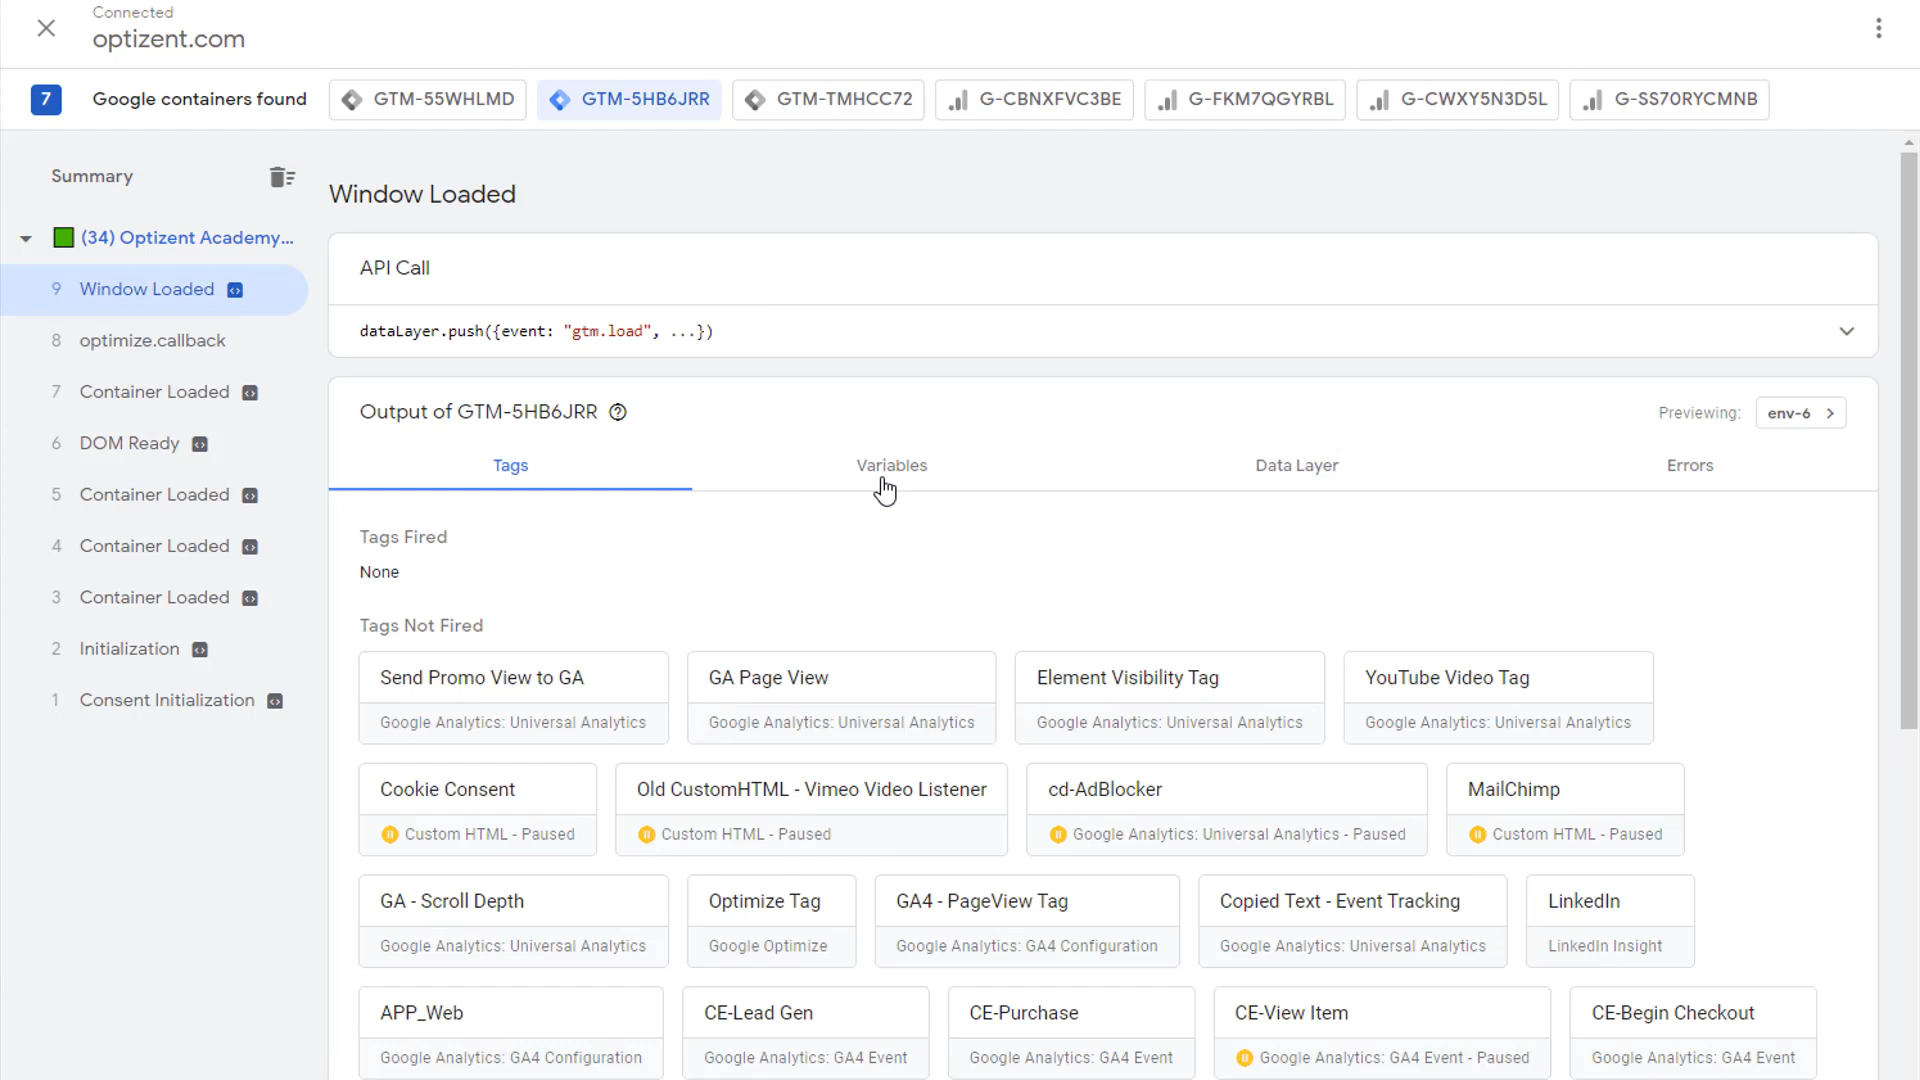 Connected
optizent.com
7 Google containers found GTM-55WHLMD GTM-5HB6JRR GTM-TMHCC72 G-CBNXFVC3BE G-FKM7QGYRBL G-CWXY5N3D5L G-SS70RYCMNB
Summary
(34) Optizent Academy...
9 Window Loaded
8 optimize.callback
7 Container Loaded
6 DOM Ready
5 Container Loaded
4 Container Loaded
3 Container Loaded
2 Initialization
1 Consent Initialization
Window Loaded
API Call
dataLayer.push({event: "gtm.load", ...})
Output of GTM-5HB6JRR
Previewing: env-6
Tags Variables Data Layer Errors
Tags Fired
None
Tags Not Fired
Send Promo View to GA
Google Analytics: Universal Analytics
GA Page View
Google Analytics: Universal Analytics
Element Visibility Tag
Google Analytics: Universal Analytics
YouTube Video Tag
Google Analytics: Universal Analytics
Cookie Consent
Custom HTML - Paused
Old CustomHTML - Vimeo Video Listener
Custom HTML - Paused
cd-AdBlocker
Google Analytics: Universal Analytics - Paused
MailChimp
Custom HTML - Paused
GA - Scroll Depth
Google Analytics: Universal Analytics
Optimize Tag
Google Optimize
GA4 - PageView Tag
Google Analytics: GA4 Configuration
Copied Text - Event Tracking
Google Analytics: Universal Analytics
LinkedIn
LinkedIn Insight
APP_Web
Google Analytics: GA4 Configuration
CE-Lead Gen
Google Analytics: GA4 Event
CE-Purchase
Google Analytics: GA4 Event
CE-View Item
Google Analytics: GA4 Event - Paused
CE-Begin Checkout
Google Analytics: GA4 Event